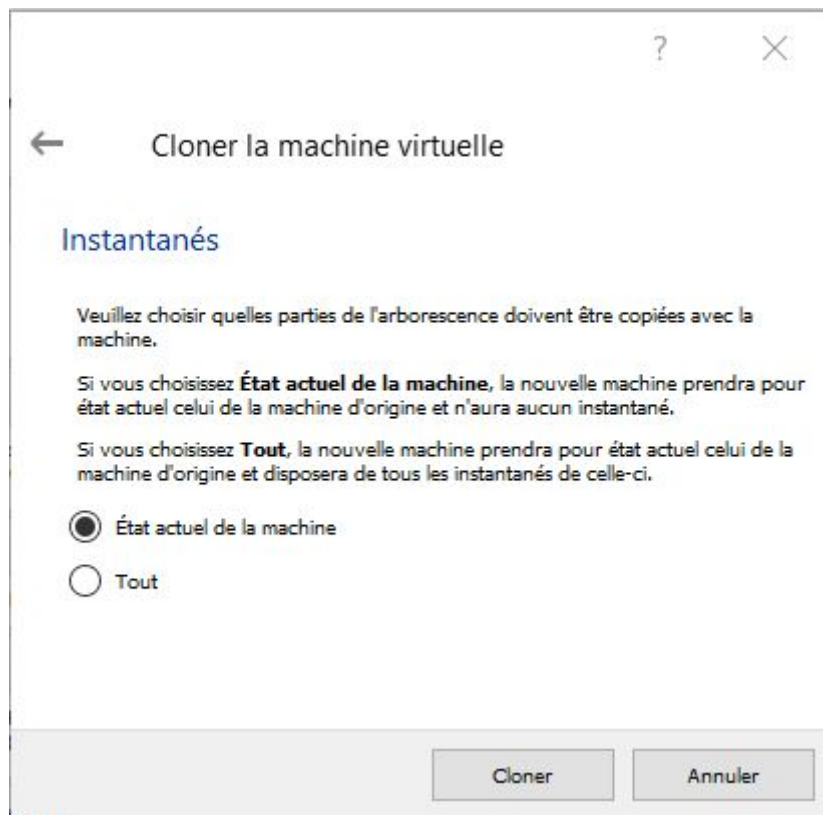 Cloner la machine virtuelle
Instantanés
Veuillez choisir quelles parties de l'arborescence doivent être copiées avec la
machine.
Si vous choisissez État actuel de la machine, la nouvelle machine prendra pour
état actuel celui de la machine d'origine et n'aura aucun instantané.
Si vous choisissez Tout, la nouvelle machine prendra pour état actuel celui de la
machine d'origine et disposera de tous les instantanés de celle-ci.
État actuel de la machine
Tout
Cloner Annuler